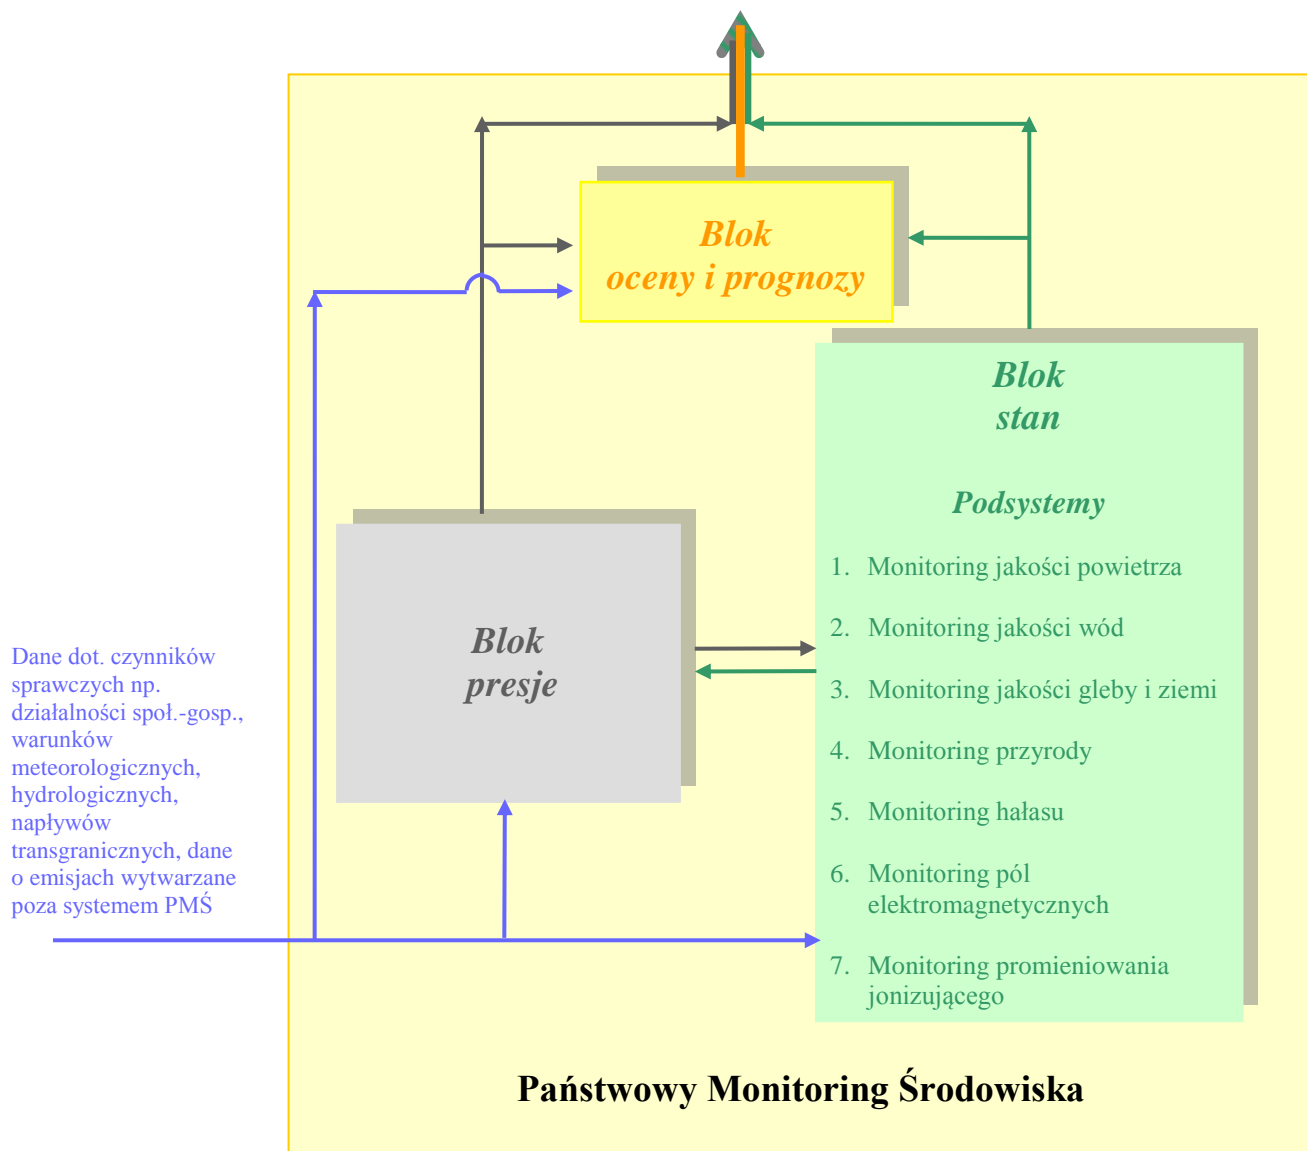 Blok
oceny i prognozy
Blok
stan
Podsystemy
1. Monitoring jakości powietrza
2. Monitoring jakości wód
3. Monitoring jakości gleby i ziemi
4. Monitoring przyrody
5. Monitoring hałasu
6. Monitoring pól
elektromagnetycznych
7. Monitoring promieniowania
jonizującego
Blok
presje
Dane dot. czynników
sprawczych np.
działalności społ.-gosp.,
warunków
meteorologicznych,
hydrologicznych,
napływów
transgranicznych, dane
o emisjach wytwarzane
poza systemem PMŚ
Państwowy Monitoring Środowiska